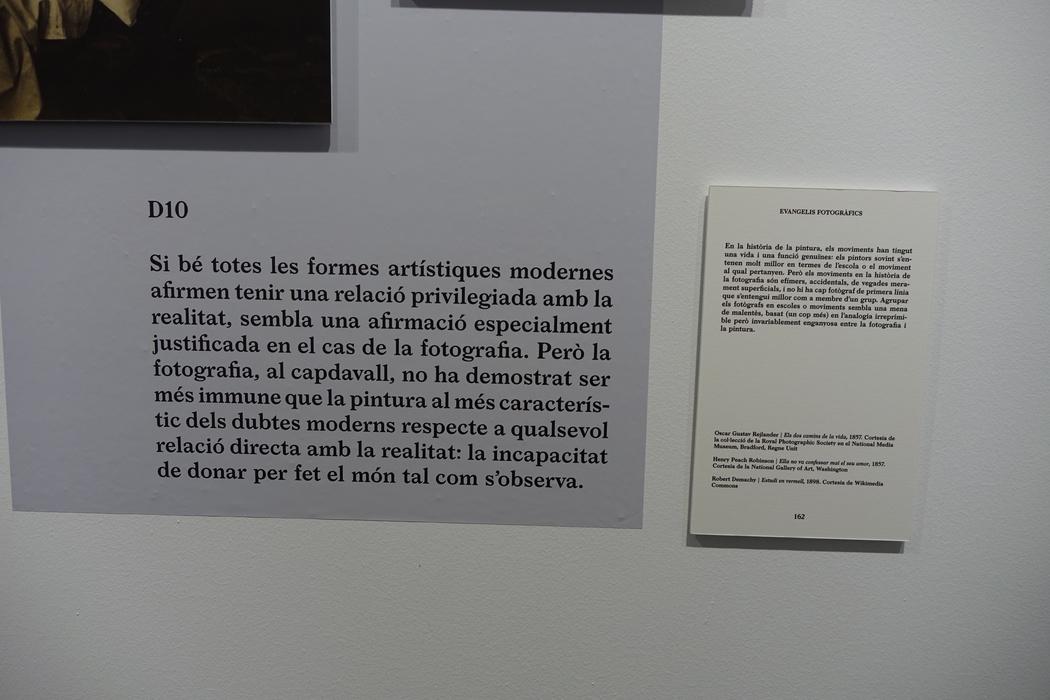 D10
Si bé totes les formes artístiques modernes
afirmen tenir una relació privilegiada amb la
realitat, sembla una afirmació especialment
justificada en el cas de la fotografia. Però la
fotografia, al capdavall, no ha demostrat ser
més immune que la pintura al més caracterís-
tic dels dubtes moderns respecte a qualsevol
relació directa amb la realitat: la incapacitat
de donar per fet el món tal com s’observa.
EVANGELIS FOTOGRÀFICS
En la història de la pintura, els moviments han tingut
una vida i una funció genuïnes: els pintors sovint s’en-
tenen molt millor en termes de l’escola o el moviment
al qual pertanyen. Però els moviments en la història de
la fotografia són efímers, accidentals, de vegades mera-
ment superficials, i no hi ha cap fotògraf de primera línia
que s’entengui millor com a membre d’un grup. Agrupar
els fotògrafs en escoles o moviments sembla una mena
de malentès, basat (un cop més) en l’analogia irreprimi-
ble però invariablement enganyosa entre la fotografia i
la pintura.
Oscar Gustav Rejlander | Els dos camins de la vida, 1857. Cortesia de
la col·lecció de la Royal Photographic Society en el National Media
Museum, Bradford, Regne Unit
Henry Peach Robinson | Ella no va confessar mai el seu amor, 1857.
Cortesia de la National Gallery of Art, Washington
Robert Demachy | Estudi en vermell, 1898. Cortesia de Wikimedia
Commons
162